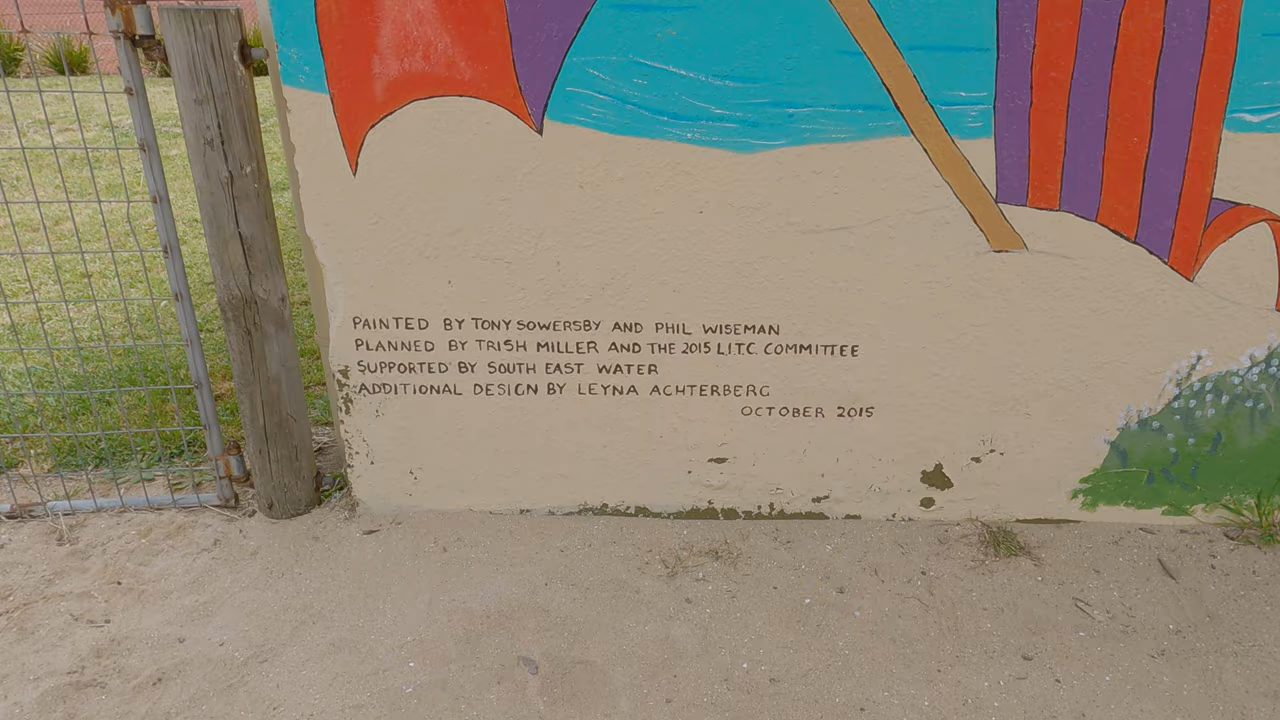 PAINTED BY TONY SOWERSBY AND PHIL WISEMAN
PLANNED BY TRISH MILLER AND THE 2015 L.I.T.C. COMMITTEE
SUPPORTED BY SOUTH EAST WATER
ADDITIONAL DESIGN BY LEYNA ACHTERBERG
OCTOBER 2015